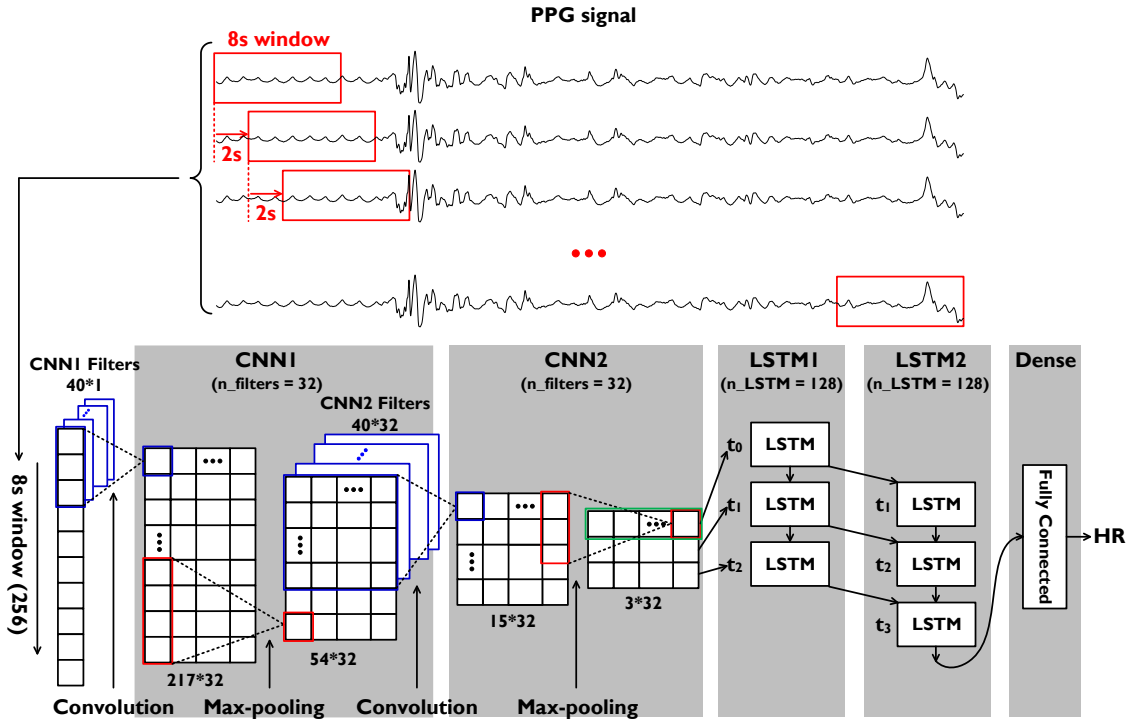 PPG signal
8s window
2s
2s
CNN1 Filters
40*1
CNN1
(n_filters = 32)
CNN2 Filters
40*32
CNN2
(n_filters = 32)
LSTM1
(n_LSTM = 128)
LSTM2
(n_LSTM = 128)
Dense
8s window (256)
t0
LSTM
t1
LSTM
t2
LSTM
t1
LSTM
t2
LSTM
t3
LSTM
Fully Connected
HR
217*32
54*32
15*32
3*32
Convolution
Max-pooling
Convolution
Max-pooling